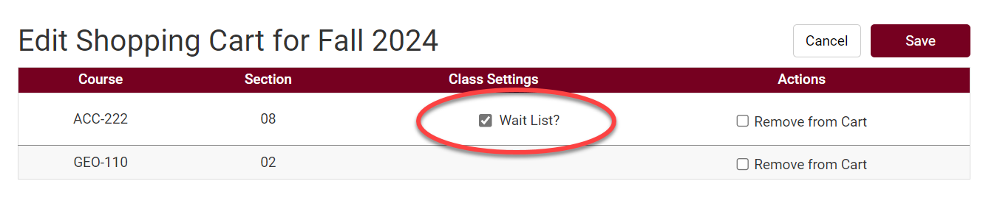 Edit Shopping Cart for Fall 2024 Cancel Save
Course Section Class Settings Actions
ACC-222 08 Wait List? Remove from Cart
GEO-110 02 Remove from Cart